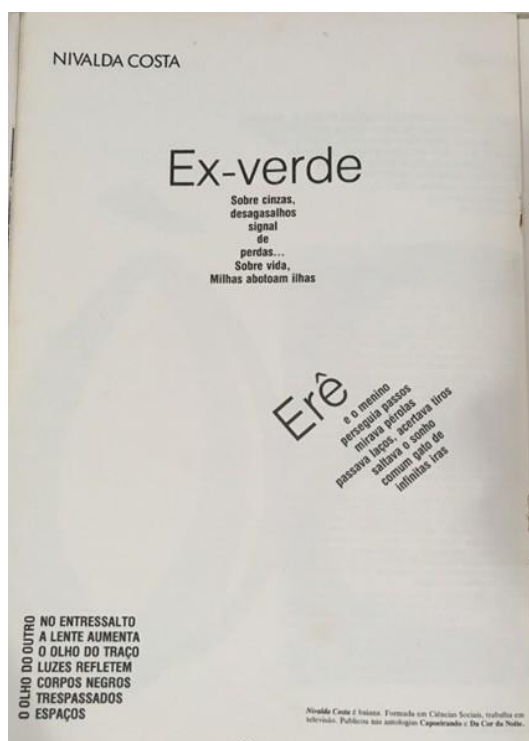 NIVALDA COSTA
Ex-verde
Sobre cinzas,
desagasalhos
signal
de
perdas...
Sobre vida,
Milhas abotoam ilhas
Erê
e o menino
perseguia passos
mirava pérolas
passava laços, acertava tiros
saltava o sonho
comum gato de
infinitas iras
O OLHO DO OUTRO
NO ENTRESSALTO
A LENTE AUMENTA
O OLHO DO TRAÇO
LUZES REFLETEM
CORPOS NEGROS
TRESPASSADOS
ESPAÇOS
Nivalda Costa é baiana. Formada em Ciências Sociais, trabalha em
televisão. Publicou nas antologias Capoeirando e Da Cor da Noite.